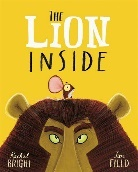 THE
LION
INSIDE
Rachel BRIGHT
Jim FIELD